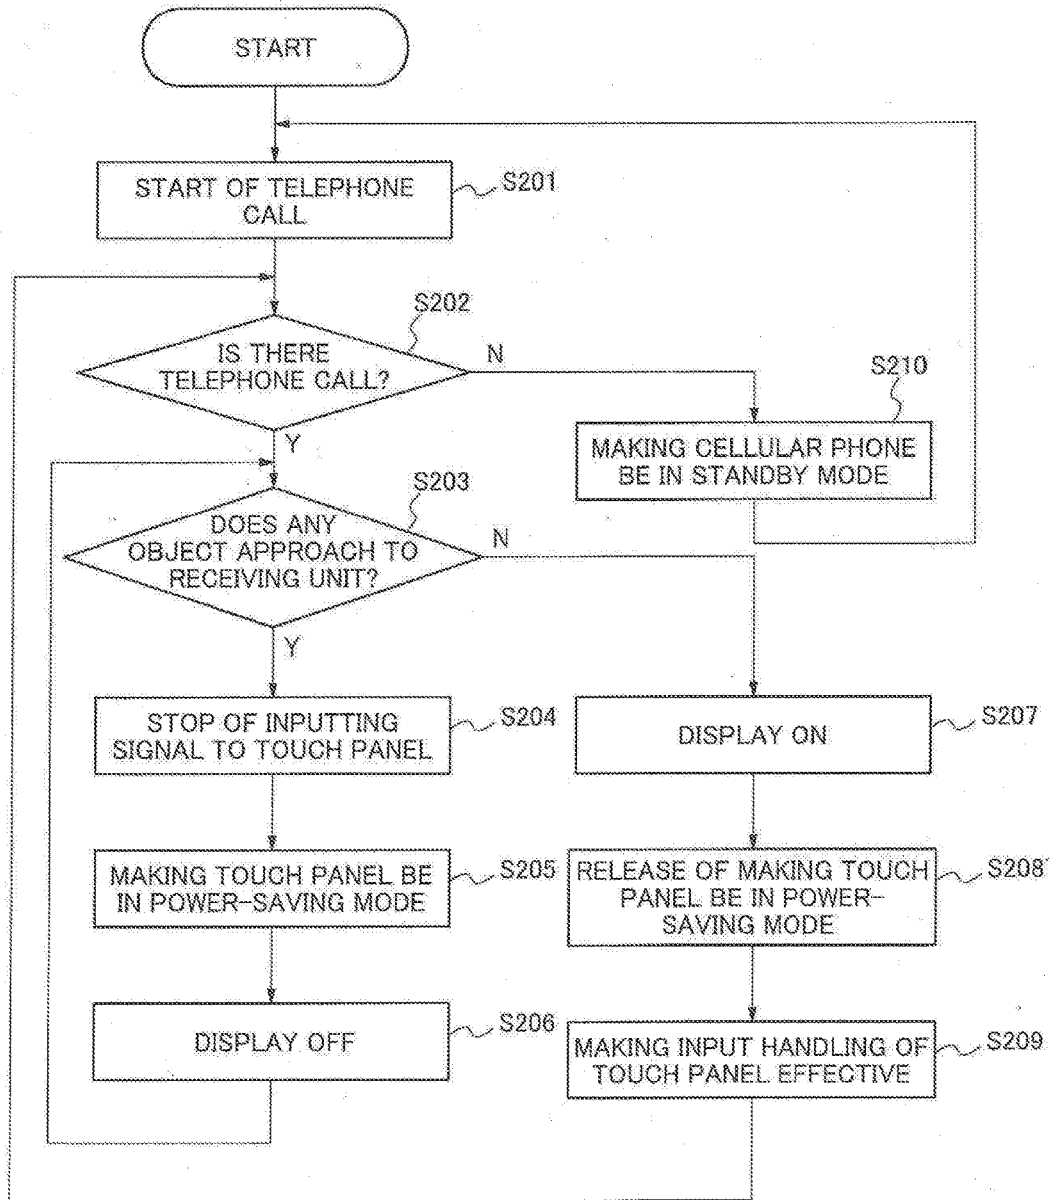 START
START OF TELEPHONE
CALL
S201
S202
IS THERE
TELEPHONE CALL?
N
S210
MAKING CELLULAR PHONE
BE IN STANDBY MODE
Y
S203
DOES ANY
OBJECT APPROACH TO
RECEIVING UNIT?
N
Y
STOP OF INPUTTING
SIGNAL TO TOUCH PANEL
S204
DISPLAY ON
S207
MAKING TOUCH PANEL BE
IN POWER-SAVING MODE
S205
RELEASE OF MAKING TOUCH
PANEL BE IN POWER-
SAVING MODE
S208
DISPLAY OFF
S206
MAKING INPUT HANDLING OF
TOUCH PANEL EFFECTIVE
S209